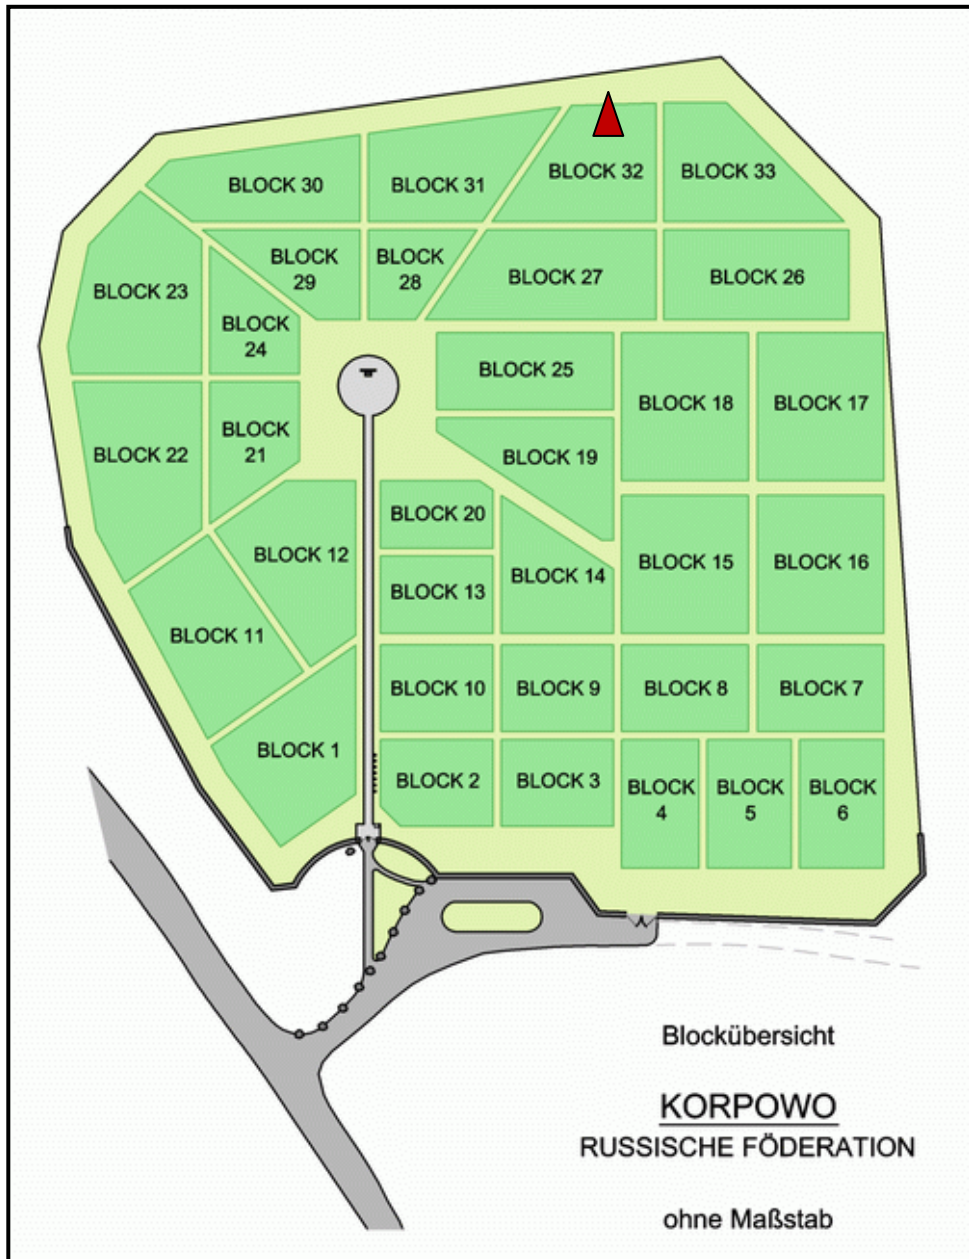 BLOCK 30
BLOCK 31
BLOCK 32
BLOCK 33
BLOCK 23
BLOCK
29
BLOCK
28
BLOCK 27
BLOCK 26
BLOCK
24
BLOCK 25
BLOCK 18
BLOCK 17
BLOCK 22
BLOCK
21
BLOCK 19
BLOCK 20
BLOCK 12
BLOCK 13
BLOCK 14
BLOCK 15
BLOCK 16
BLOCK 11
BLOCK 10
BLOCK 9
BLOCK 8
BLOCK 7
BLOCK 1
BLOCK 2
BLOCK 3
BLOCK
4
BLOCK
5
BLOCK
6
Blockübersicht
KORPOWO
RUSSISCHE FÖDERATION
ohne Maßstab